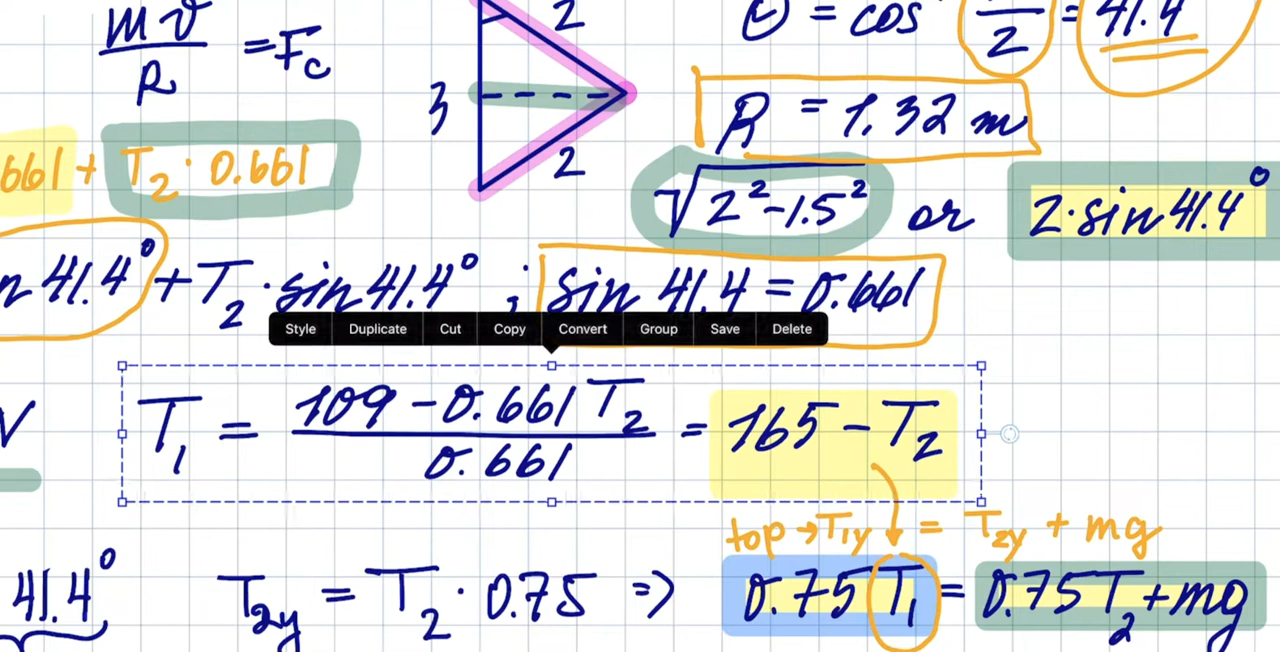 mv/R = Fc
2
3
2
θ = cos /2 = 41.4
R = 1.32 m
√2²-1.5² or 2·sin 41.4°
661 + T₂ · 0.661
n 41.4° + T₂ · sin 41.4° ; sin 41.4 = 0.661
Style Duplicate Cut Copy Convert Group Save Delete
T₁ = (109 - 0.661 T₂)/0.661 = 165 - T₂
top → T₁y = T₂y + mg
41.4° T₂y = T₂ · 0.75 => 0.75 T₁ = 0.75 T₂ + mg